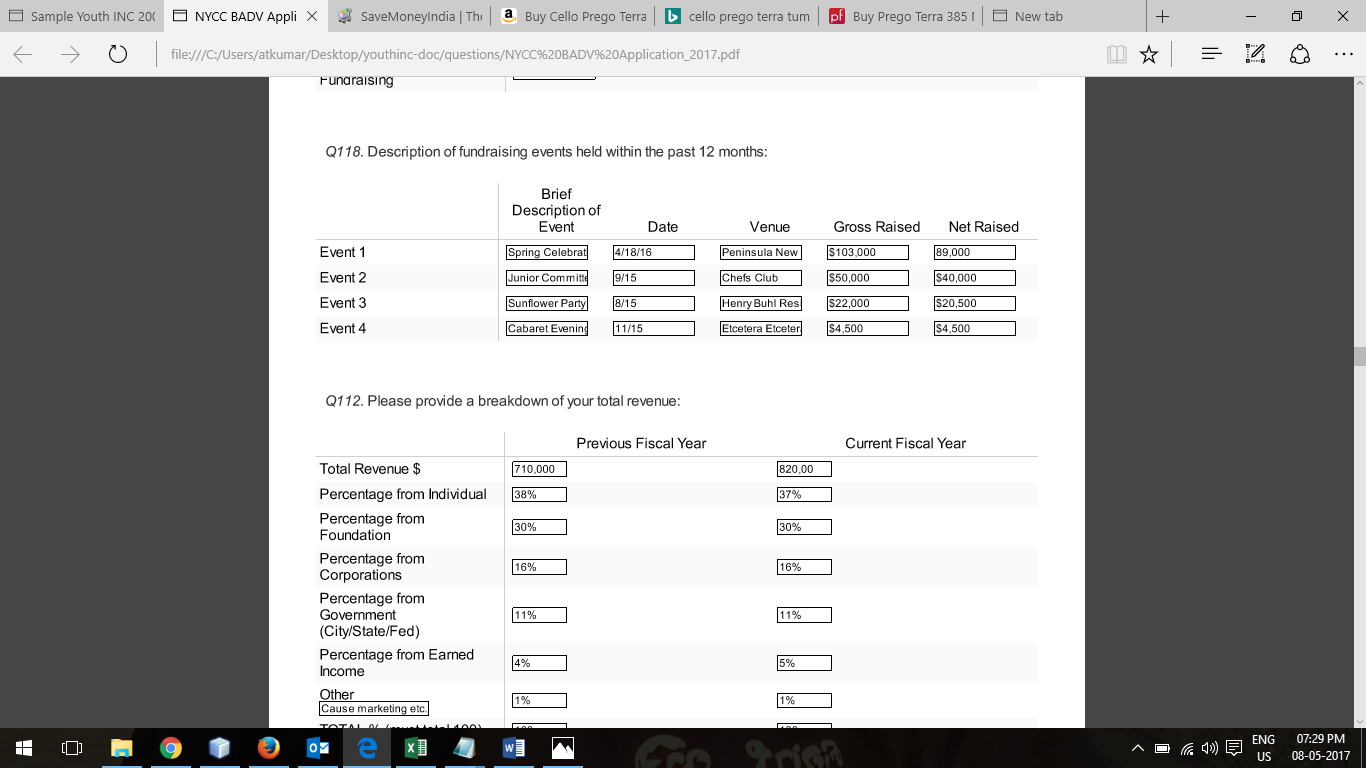 Sample Youth INC 200
NYCC BADV Appli
SaveMoneyIndia | The
Buy Cello Prego Terra
cello prego terra tum
Buy Prego Terra 385 
New tab
file:///C:/Users/atkumar/Desktop/youthinc-doc/questions/NYCC%20BADV%20Application_2017.pdf
Fundraising
Q118. Description of fundraising events held within the past 12 months:
Brief
Description of
Event Date Venue Gross Raised Net Raised
Event 1 Spring Celebrat 4/18/16 Peninsula New $103,000 89,000
Event 2 Junior Committe 9/15 Chefs Club $50,000 $40,000
Event 3 Sunflower Party 8/15 Henry Buhl Res $22,000 $20,500
Event 4 Cabaret Evening 11/15 Etcetera Etceter $4,500 $4,500
Q112. Please provide a breakdown of your total revenue:
Previous Fiscal Year Current Fiscal Year
Total Revenue $ 710,000 820,00
Percentage from Individual 38% 37%
Percentage from
Foundation 30% 30%
Percentage from
Corporations 16% 16%
Percentage from
Government 11% 11%
(City/State/Fed)
Percentage from Earned
Income 4% 5%
Other
Cause marketing etc. 1% 1%
TOTAL % (must total 100) 100 100
ENG 07:29 PM
US 08-05-2017